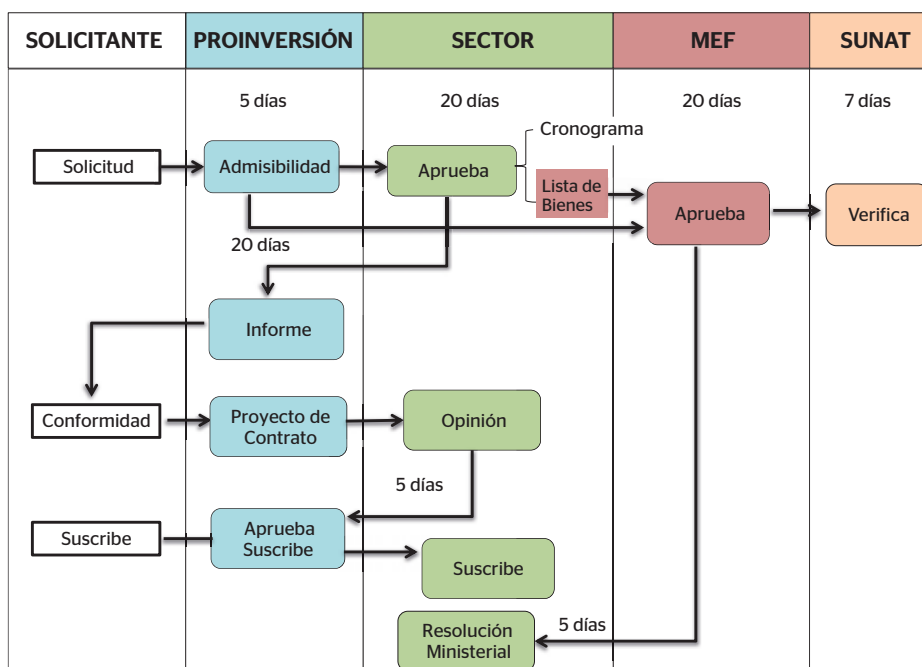 SOLICITANTE
PROINVERSIÓN
SECTOR
MEF
SUNAT
5 días
20 días
20 días
7 días
Solicitud
Admisibilidad
Aprueba
Cronograma
Lista de
Bienes
Aprueba
Verifica
20 días
Informe
Conformidad
Proyecto de
Contrato
Opinión
5 días
Suscribe
Aprueba
Suscribe
Suscribe
Resolución
Ministerial
5 días